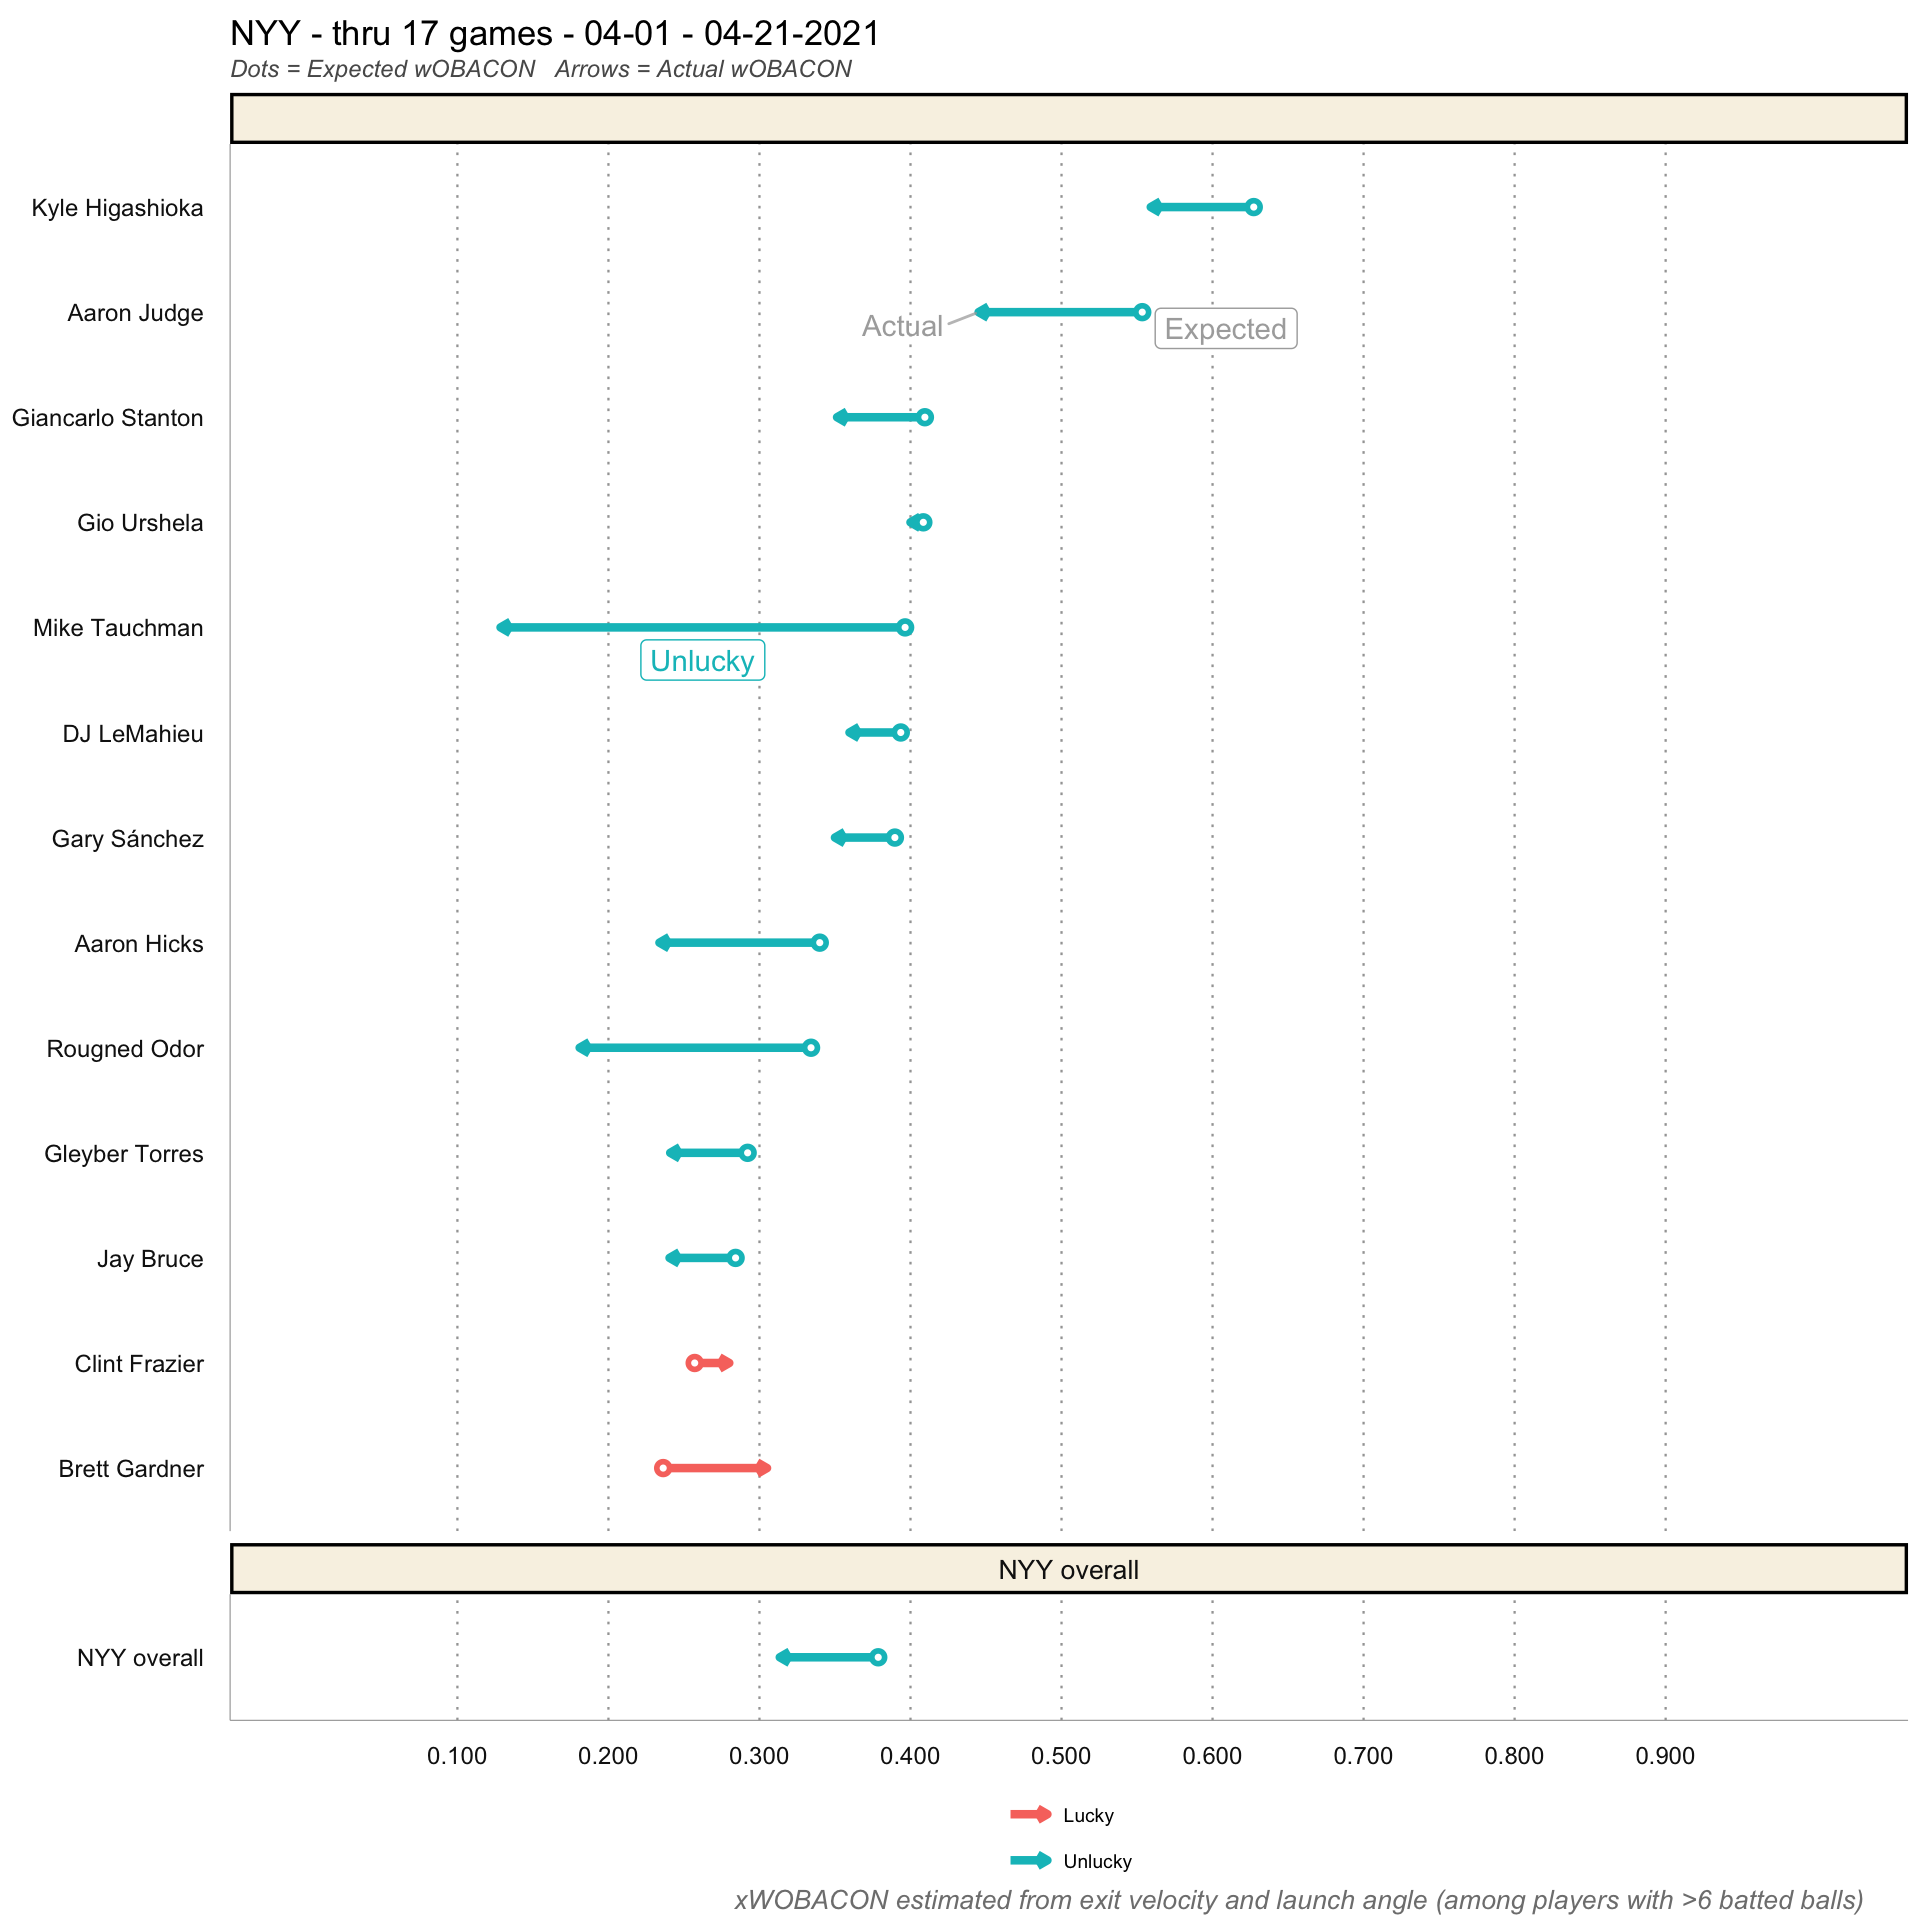 NYY - thru 17 games - 04-01 - 04-21-2021
Dots = Expected wOBACON   Arrows = Actual wOBACON
Kyle Higashioka
Aaron Judge
Actual
Expected
Giancarlo Stanton
Gio Urshela
Mike Tauchman
Unlucky
DJ LeMahieu
Gary Sánchez
Aaron Hicks
Rougned Odor
Gleyber Torres
Jay Bruce
Clint Frazier
Brett Gardner
NYY overall
NYY overall
0.100 0.200 0.300 0.400 0.500 0.600 0.700 0.800 0.900
Lucky
Unlucky
xWOBACON estimated from exit velocity and launch angle (among players with >6 batted balls)